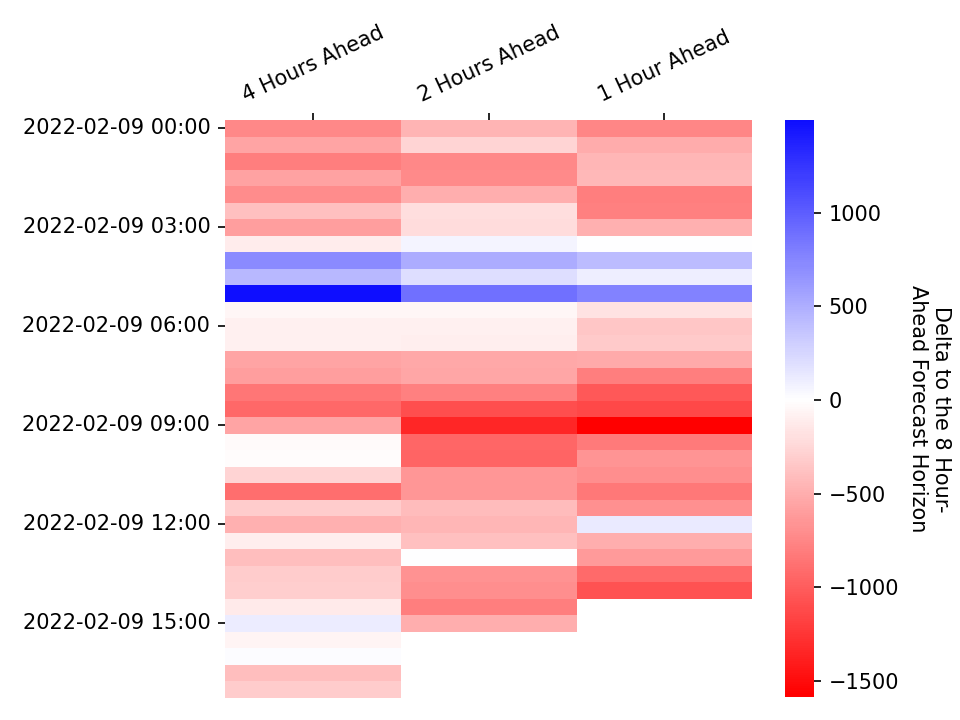 4 Hours Ahead
2 Hours Ahead
1 Hour Ahead
2022-02-09 00:00
2022-02-09 03:00
2022-02-09 06:00
2022-02-09 09:00
2022-02-09 12:00
2022-02-09 15:00
1000
500
0
−500
−1000
−1500
Delta to the 8 Hour-
Ahead Forecast Horizon